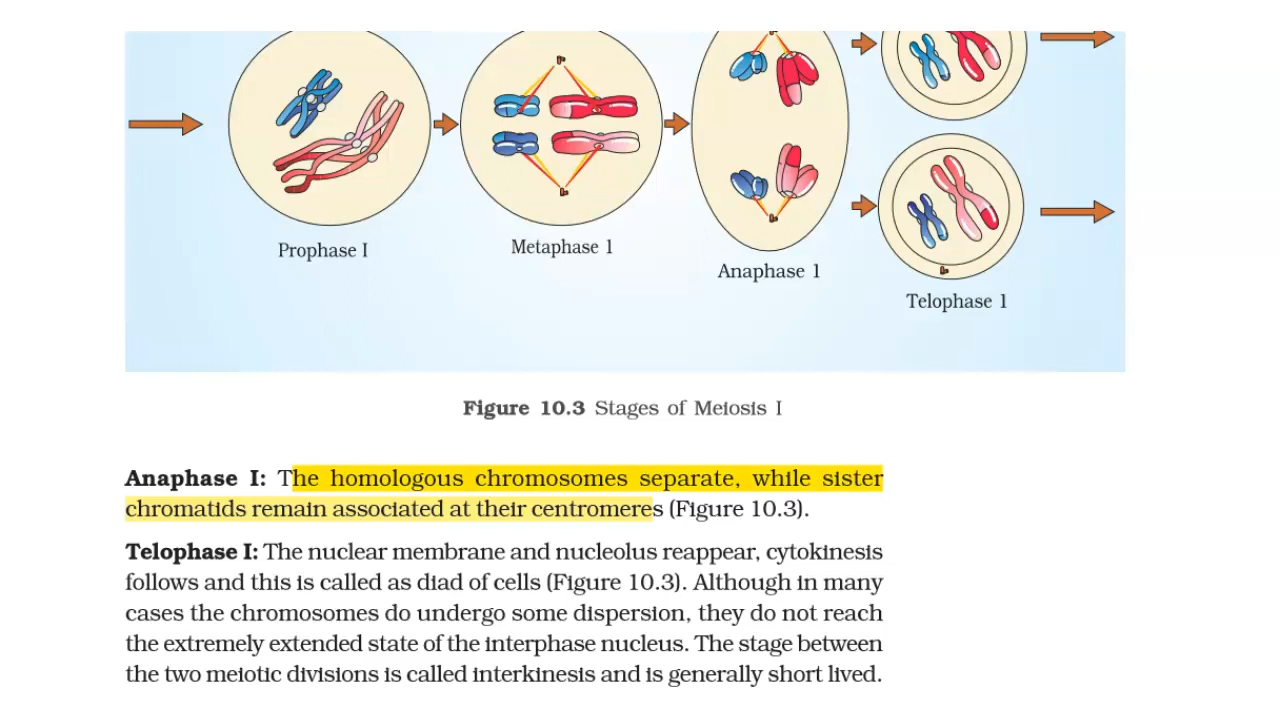 Prophase I
Metaphase 1
Anaphase 1
Telophase 1
Figure 10.3 Stages of Meiosis I
Anaphase I: The homologous chromosomes separate, while sister
chromatids remain associated at their centromeres (Figure 10.3).
Telophase I: The nuclear membrane and nucleolus reappear, cytokinesis
follows and this is called as diad of cells (Figure 10.3). Although in many
cases the chromosomes do undergo some dispersion, they do not reach
the extremely extended state of the interphase nucleus. The stage between
the two meiotic divisions is called interkinesis and is generally short lived.